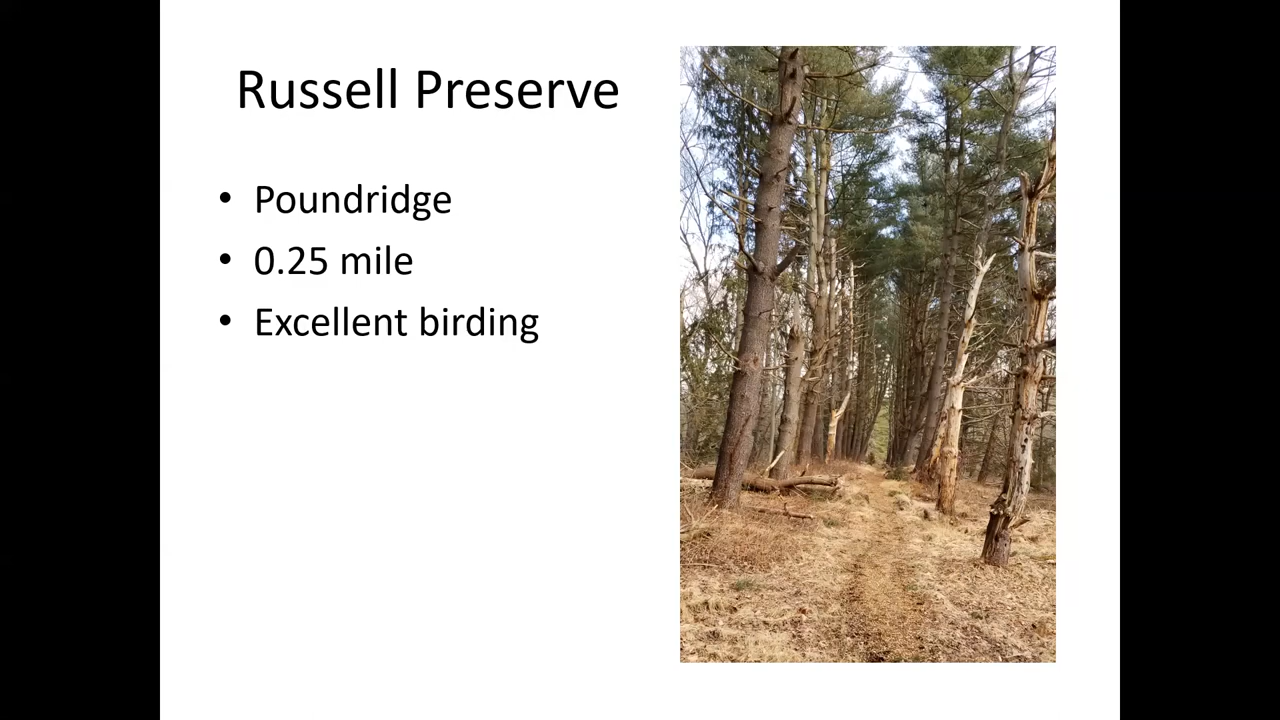 Russell Preserve
• Poundridge
• 0.25 mile
• Excellent birding